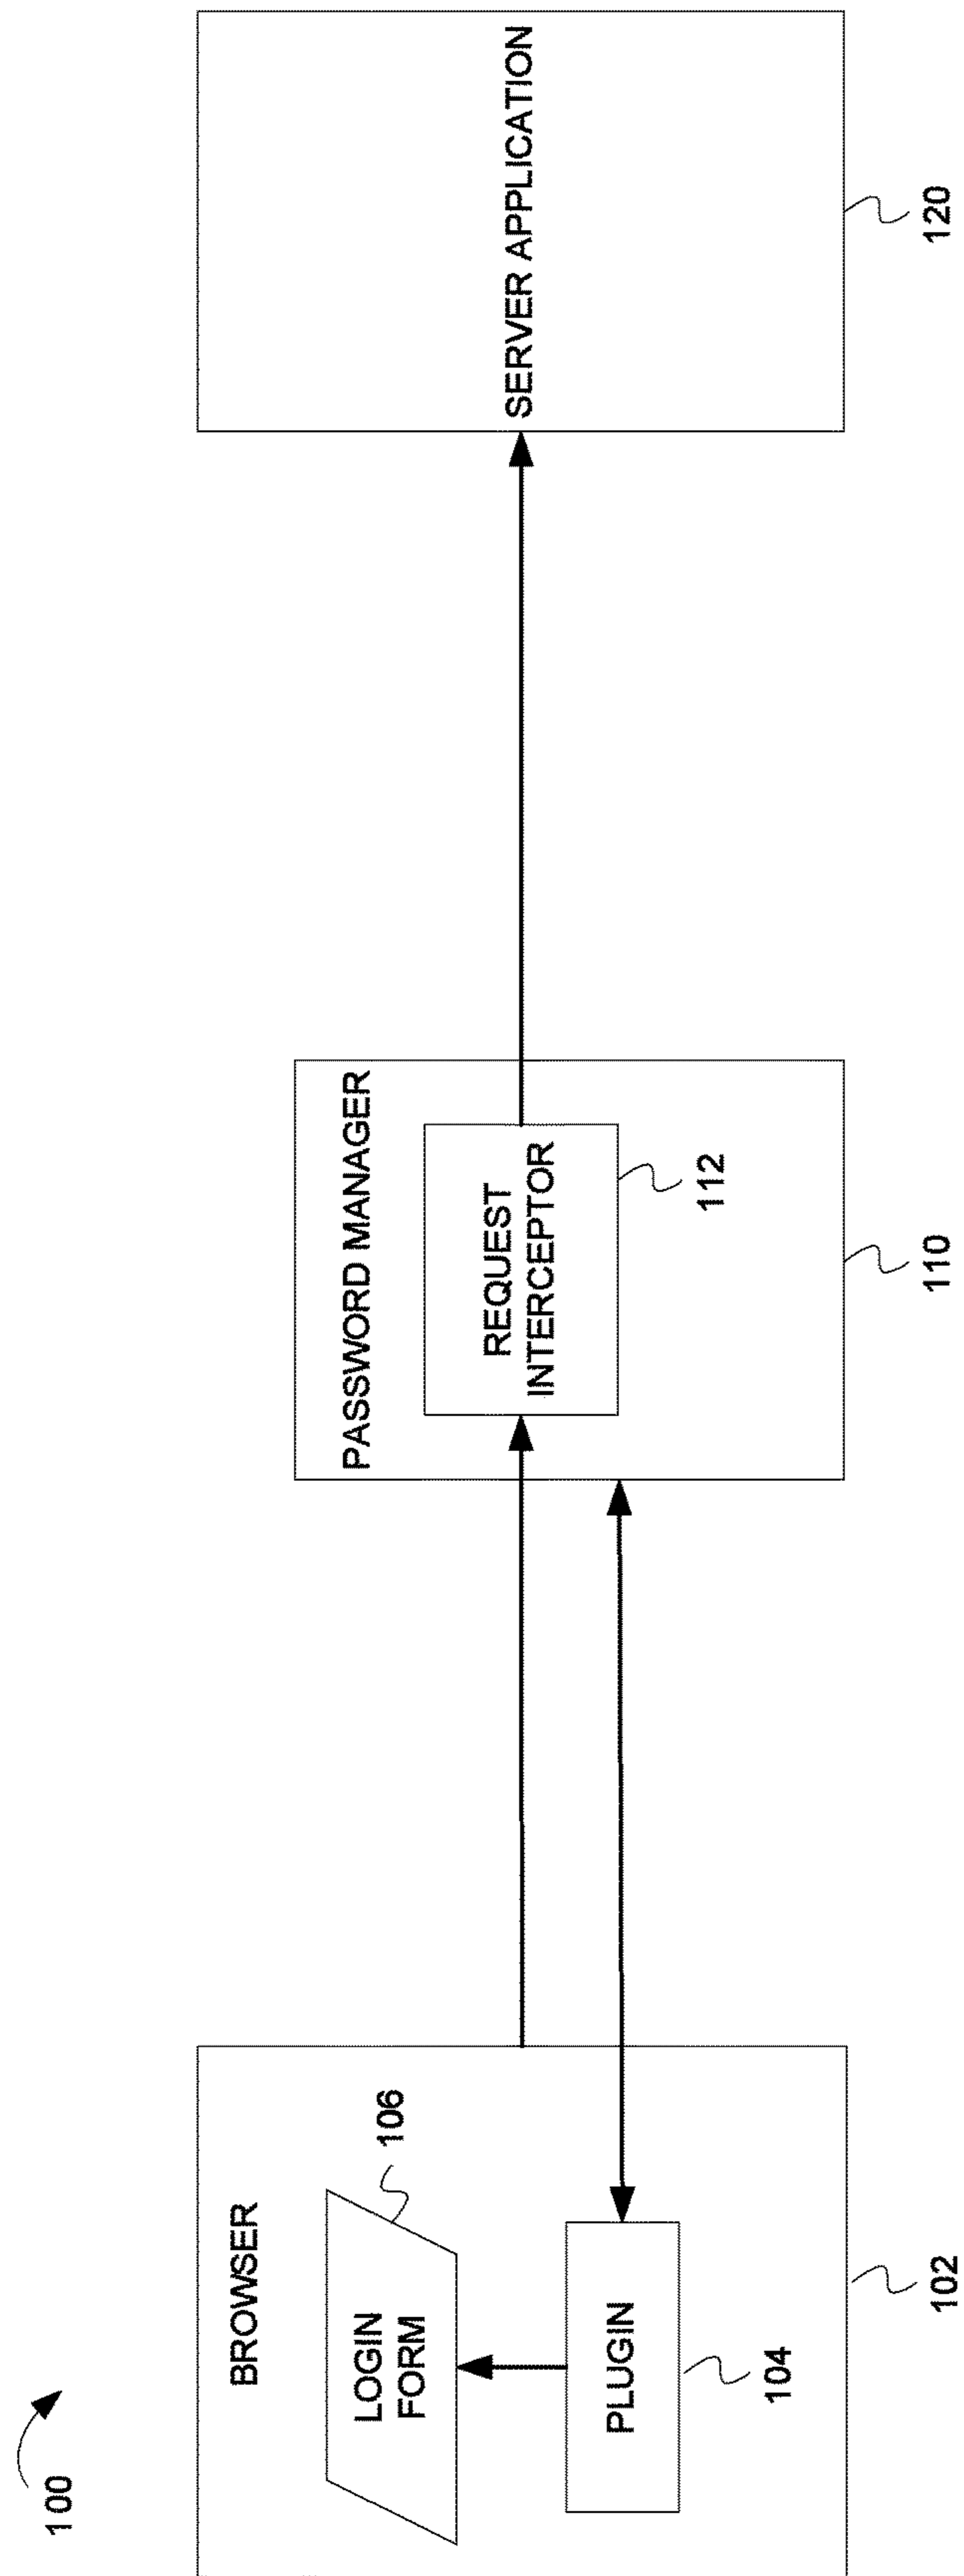 100
BROWSER
LOGIN
FORM
106
PLUGIN
104
102
PASSWORD MANAGER
REQUEST
INTERCEPTOR
112
110
SERVER APPLICATION
120